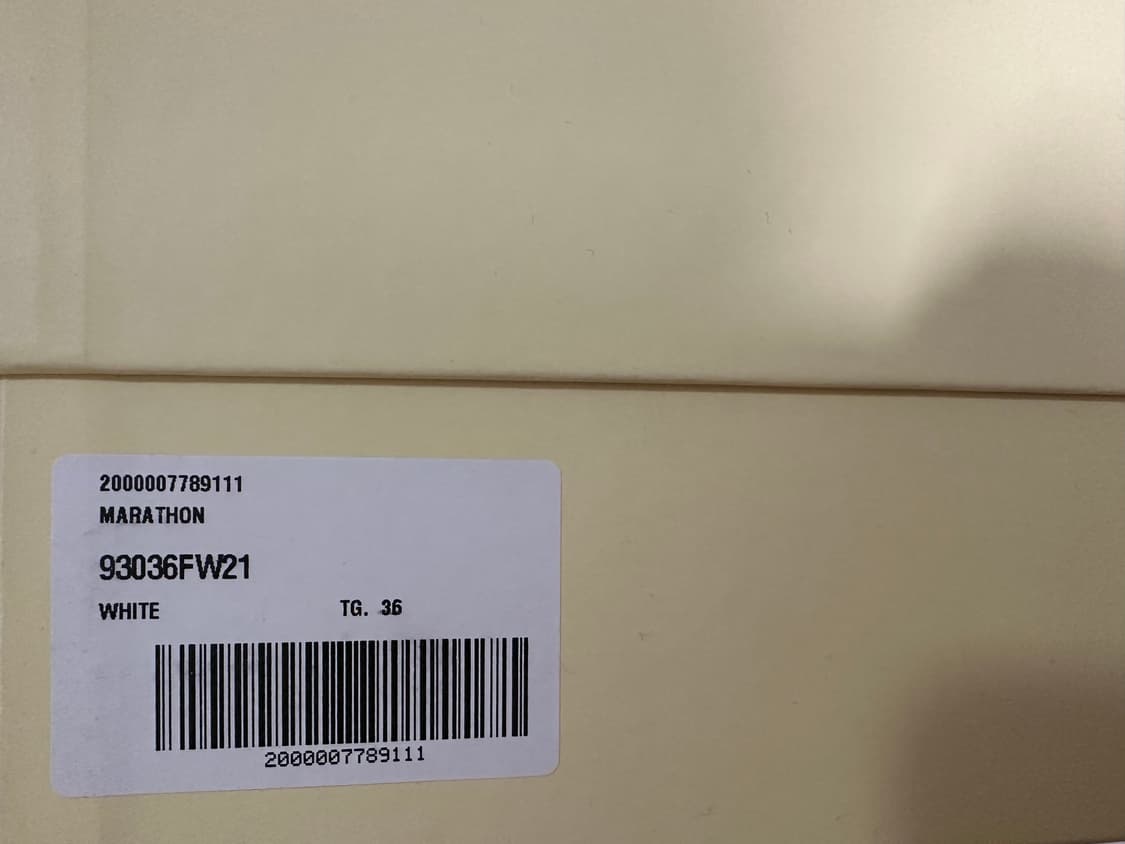 2000007789111
MARATHON
93036FW21
WHITE TG. 36
2000007789111